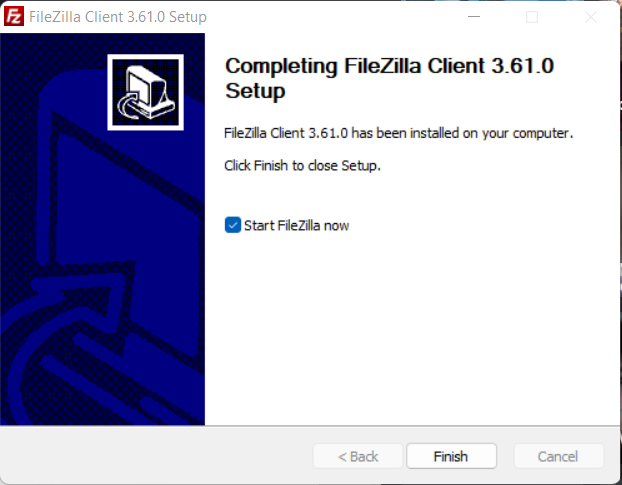 FileZilla Client 3.61.0 Setup
Completing FileZilla Client 3.61.0
Setup
FileZilla Client 3.61.0 has been installed on your computer.
Click Finish to close Setup.
Start FileZilla now
< Back
Finish
Cancel